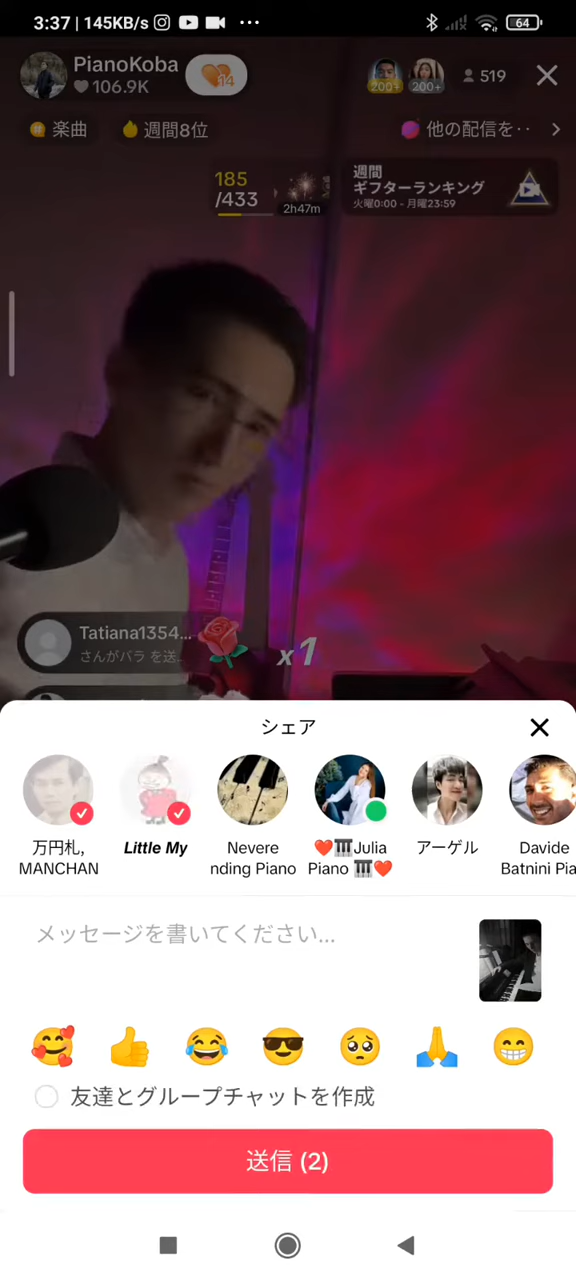 3:37 | 145KB/s
64
PianoKoba
106.9K
14
200+
200+
519
楽曲
週間8位
他の配信を··
185
/433
2h47m
週間
ギフターランキング
火曜0:00 - 月曜23:59
Tatiana1354...
さんがバラ を送..
x1
シェア
万円札,
MANCHAN
Little My
Nevere
nding Piano
❤️🎹Julia
Piano 🎹❤️
アーゲル
Davide
Batnini Pia
メッセージを書いてください...
友達とグループチャットを作成
送信 (2)